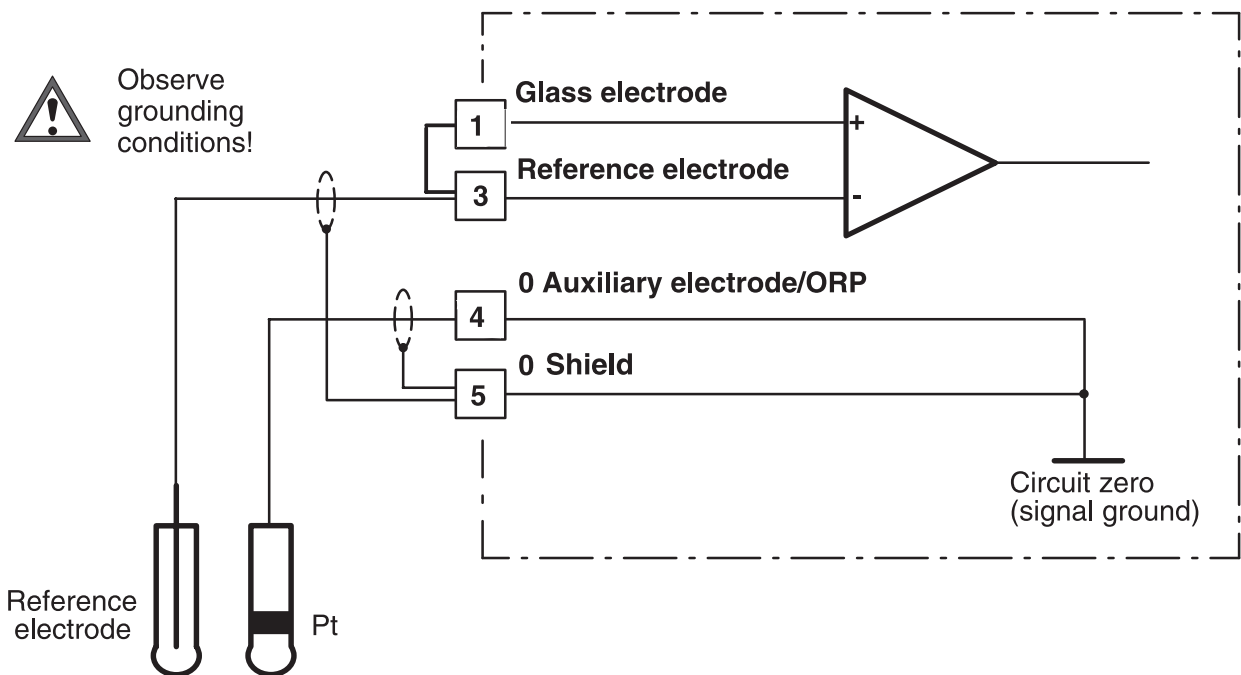 Observe
grounding
conditions!
Glass electrode
1
+
Reference electrode
3
-
0 Auxiliary electrode/ORP
4
0 Shield
5
Circuit zero
(signal ground)
Reference
electrode
Pt